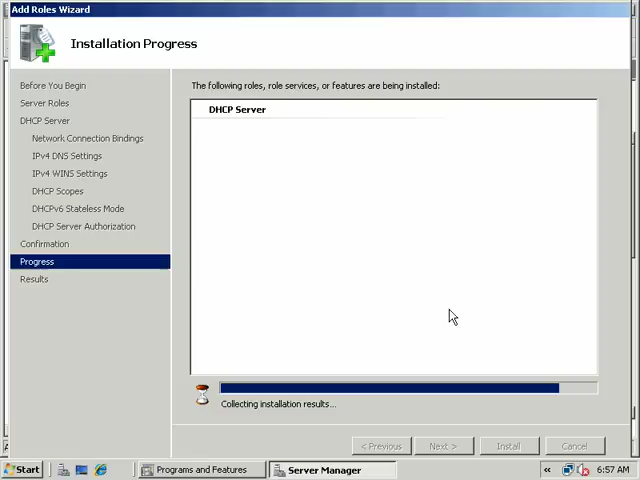 Add Roles Wizard
Installation Progress
Before You Begin
Server Roles
DHCP Server
Network Connection Bindings
IPv4 DNS Settings
IPv4 WINS Settings
DHCP Scopes
DHCPv6 Stateless Mode
DHCP Server Authorization
Confirmation
Progress
Results
The following roles, role services, or features are being installed:
DHCP Server
Collecting installation results...
< Previous
Next >
Install
Cancel
Start
Programs and Features
Server Manager
«
6:57 AM